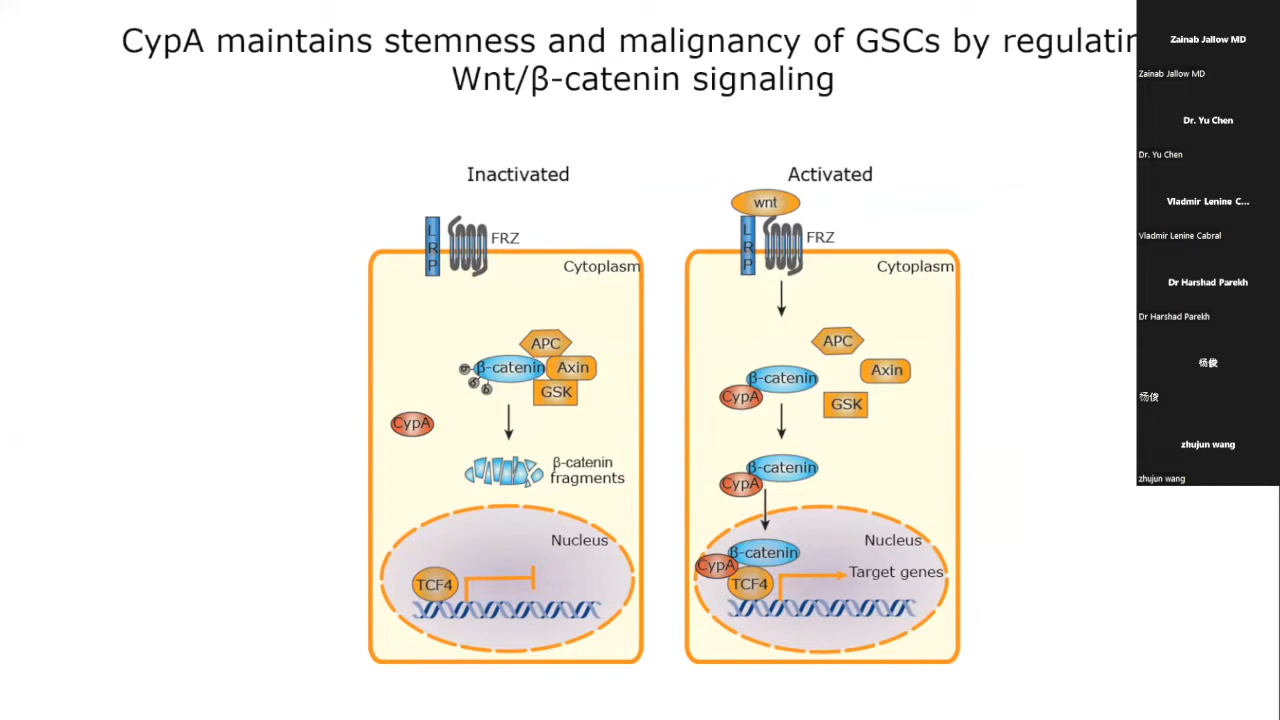 CypA maintains stemness and malignancy of GSCs by regulatin
Wnt/β-catenin signaling
Inactivated
LRP
FRZ
Cytoplasm
APC
β-catenin
Axin
GSK
CypA
β-catenin
fragments
Nucleus
TCF4
Activated
wnt
LRP
FRZ
Cytoplasm
APC
Axin
β-catenin
CypA
GSK
β-catenin
CypA
Nucleus
β-catenin
CypA
TCF4
Target genes
Zainab Jallow MD
Zainab Jallow MD
Dr. Yu Chen
Dr. Yu Chen
Vladmir Lenine C...
Vladmir Lenine Cabral
Dr Harshad Parekh
Dr Harshad Parekh
杨俊
杨俊
zhujun wang
zhujun wang